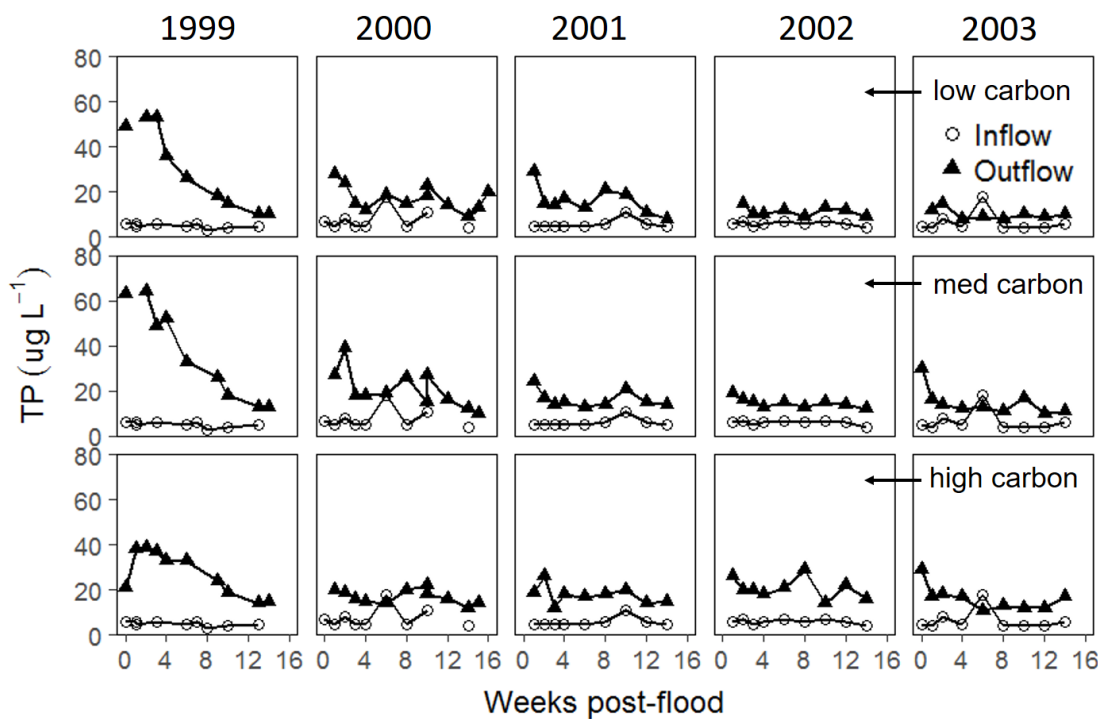 1999 2000 2001 2002 2003
80
60
40
20
0
low carbon
Inflow
Outflow
80
60
40
20
0
med carbon
80
60
40
20
0
high carbon
TP (ug L⁻¹)
0 4 8 12 16 0 4 8 12 16 0 4 8 12 16 0 4 8 12 16 0 4 8 12 16
Weeks post-flood